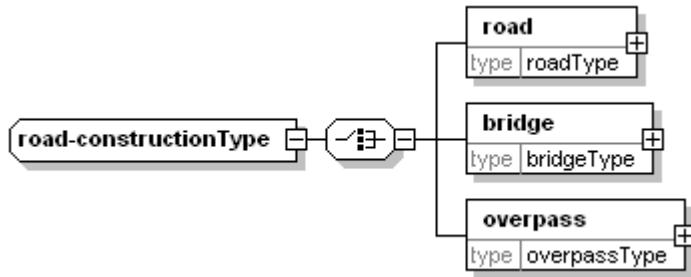 road
type roadType
road-constructionType
bridge
type bridgeType
overpass
type overpassType